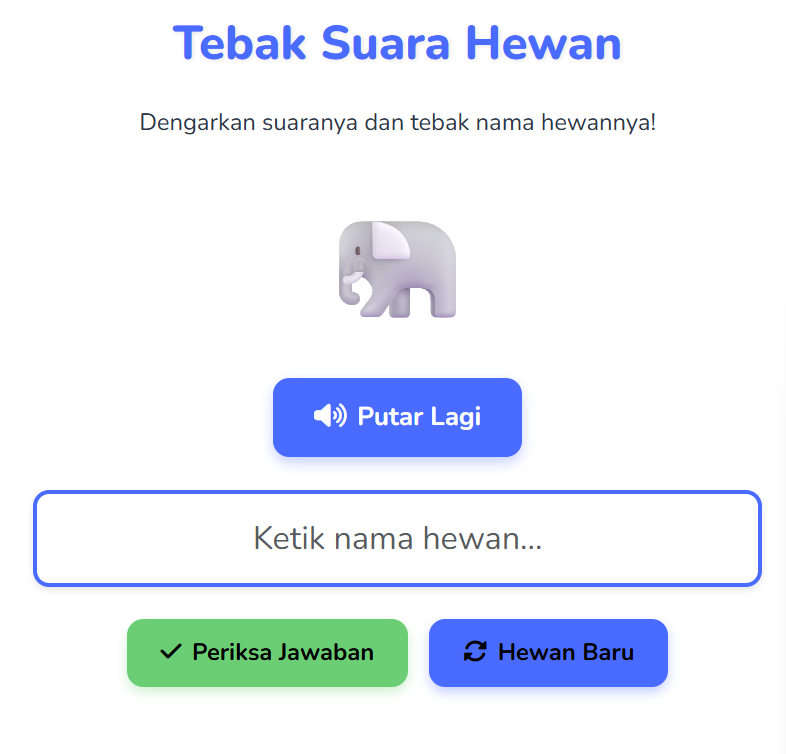 Tebak Suara Hewan
Dengarkan suaranya dan tebak nama hewannya!
Putar Lagi
Ketik nama hewan...
Periksa Jawaban
Hewan Baru